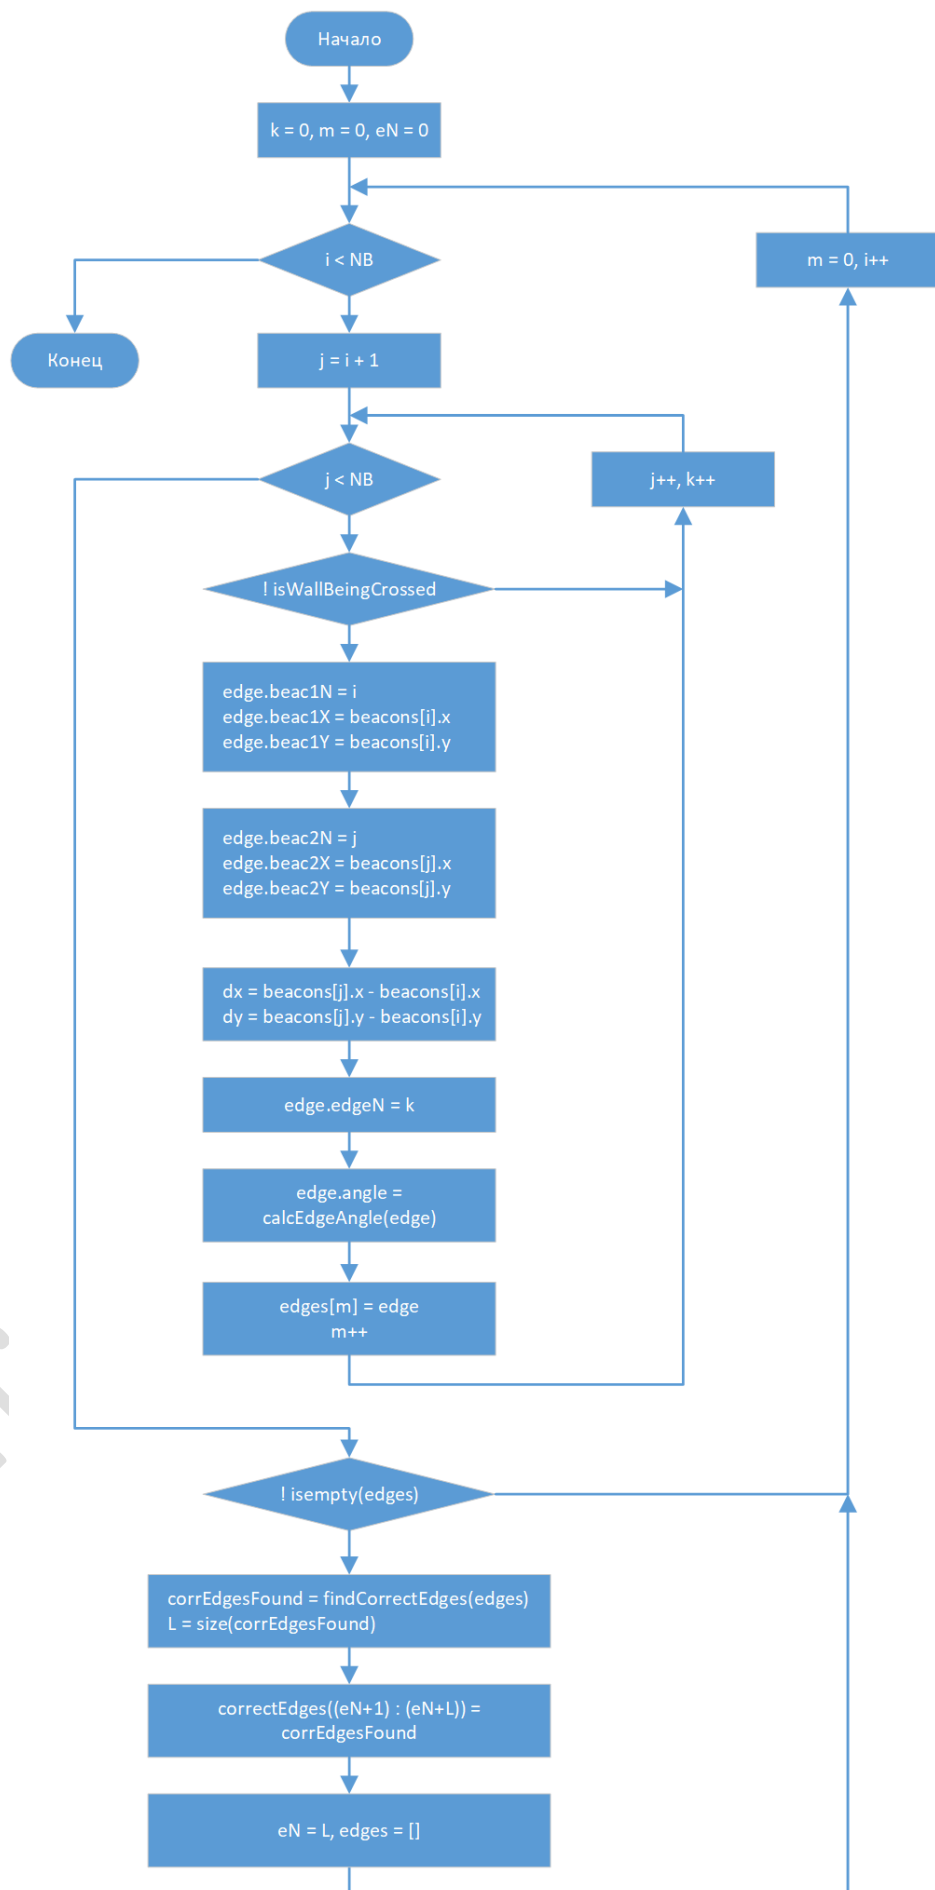 Начало
k = 0, m = 0, eN = 0
i < NB
m = 0, i++
Конец
j = i + 1
j < NB
j++, k++
! isWallBeingCrossed
edge.beac1N = i
edge.beac1X = beacons[i].x
edge.beac1Y = beacons[i].y
edge.beac2N = j
edge.beac2X = beacons[j].x
edge.beac2Y = beacons[j].y
dx = beacons[j].x - beacons[i].x
dy = beacons[j].y - beacons[i].y
edge.edgeN = k
edge.angle =
calcEdgeAngle(edge)
edges[m] = edge
m++
! isempty(edges)
corrEdgesFound = findCorrectEdges(edges)
L = size(corrEdgesFound)
correctEdges((eN+1) : (eN+L)) =
corrEdgesFound
eN = L, edges = []